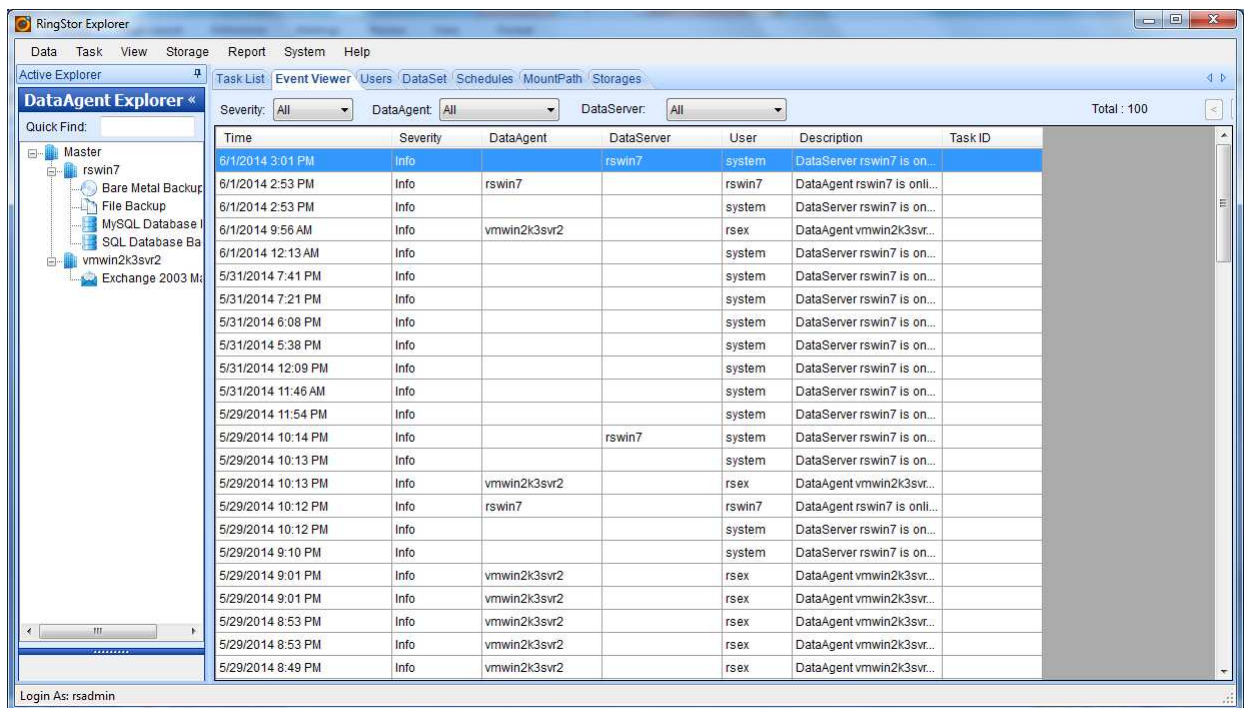 RingStor Explorer
Data Task View Storage Report System Help
Active Explorer
Task List Event Viewer Users DataSet Schedules MountPath Storages
DataAgent Explorer «
Severity: All DataAgent: All DataServer: All Total : 100 <
Quick Find:
Master
rswin7
Bare Metal Backup
File Backup
MySQL Database
SQL Database Ba
vmwin2k3svr2
Exchange 2003 Ma
Time Severity DataAgent DataServer User Description Task ID
6/1/2014 3:01 PM Info rswin7 system DataServer rswin7 is on...
6/1/2014 2:53 PM Info rswin7 rswin7 DataAgent rswin7 is onli...
6/1/2014 2:53 PM Info system DataServer rswin7 is on...
6/1/2014 9:56 AM Info vmwin2k3svr2 rsex DataAgent vmwin2k3svr...
6/1/2014 12:13 AM Info system DataServer rswin7 is on...
5/31/2014 7:41 PM Info system DataServer rswin7 is on...
5/31/2014 7:21 PM Info system DataServer rswin7 is on...
5/31/2014 6:08 PM Info system DataServer rswin7 is on...
5/31/2014 5:38 PM Info system DataServer rswin7 is on...
5/31/2014 12:09 PM Info system DataServer rswin7 is on...
5/31/2014 11:46 AM Info system DataServer rswin7 is on...
5/29/2014 11:54 PM Info system DataServer rswin7 is on...
5/29/2014 10:14 PM Info rswin7 system DataServer rswin7 is on...
5/29/2014 10:13 PM Info system DataServer rswin7 is on...
5/29/2014 10:13 PM Info vmwin2k3svr2 rsex DataAgent vmwin2k3svr...
5/29/2014 10:12 PM Info rswin7 rswin7 DataAgent rswin7 is onli...
5/29/2014 10:12 PM Info system DataServer rswin7 is on...
5/29/2014 9:10 PM Info system DataServer rswin7 is on...
5/29/2014 9:01 PM Info vmwin2k3svr2 rsex DataAgent vmwin2k3svr...
5/29/2014 9:01 PM Info vmwin2k3svr2 rsex DataAgent vmwin2k3svr...
5/29/2014 8:53 PM Info vmwin2k3svr2 rsex DataAgent vmwin2k3svr...
5/29/2014 8:53 PM Info vmwin2k3svr2 rsex DataAgent vmwin2k3svr...
5/29/2014 8:49 PM Info vmwin2k3svr2 rsex DataAgent vmwin2k3svr...
Login As: rsadmin